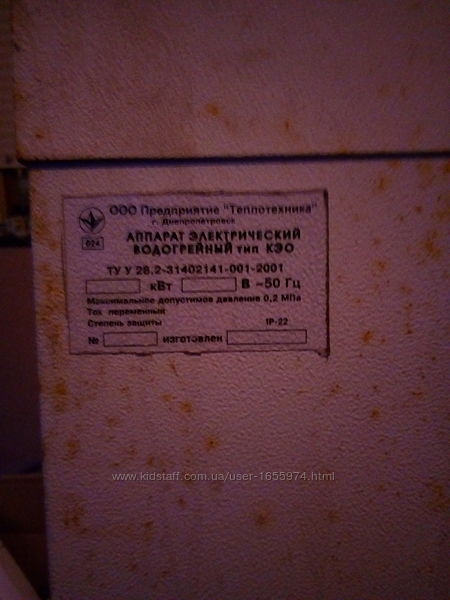 ООО Предприятие "Теплотехника"
г. Днепропетровск
024
АППАРАТ ЭЛЕКТРИЧЕСКИЙ
ВОДОГРЕЙНЫЙ тип КЭО
ТУ У 28.2-31402141-001-2001
кВт В ~50 Гц
Максимальное допустимое давление 0,2 МПа
Ток переменный
Степень защиты IP-22
№ изготовлен
www.kidstaff.com.ua/user-1655974.html